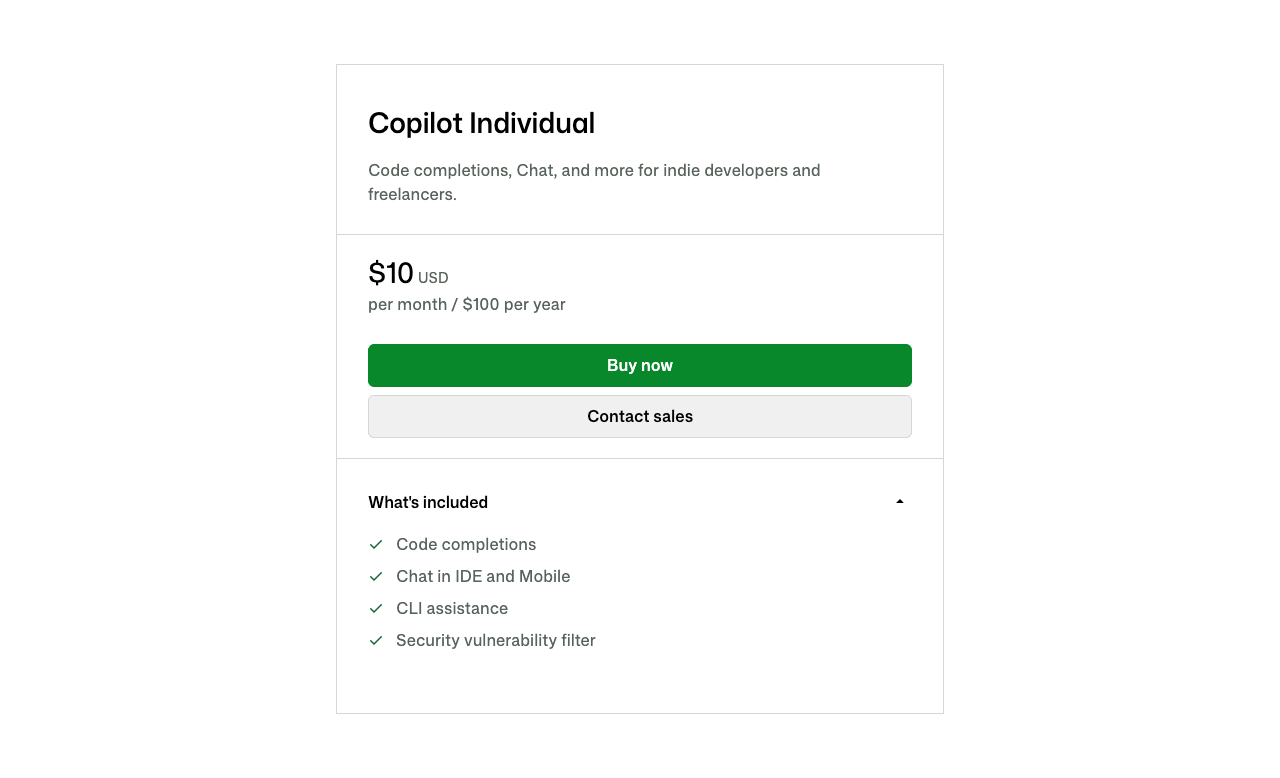 Copilot Individual
Code completions, Chat, and more for indie developers and
freelancers.
$10 USD
per month / $100 per year
Buy now
Contact sales
What's included
Code completions
Chat in IDE and Mobile
CLI assistance
Security vulnerability filter